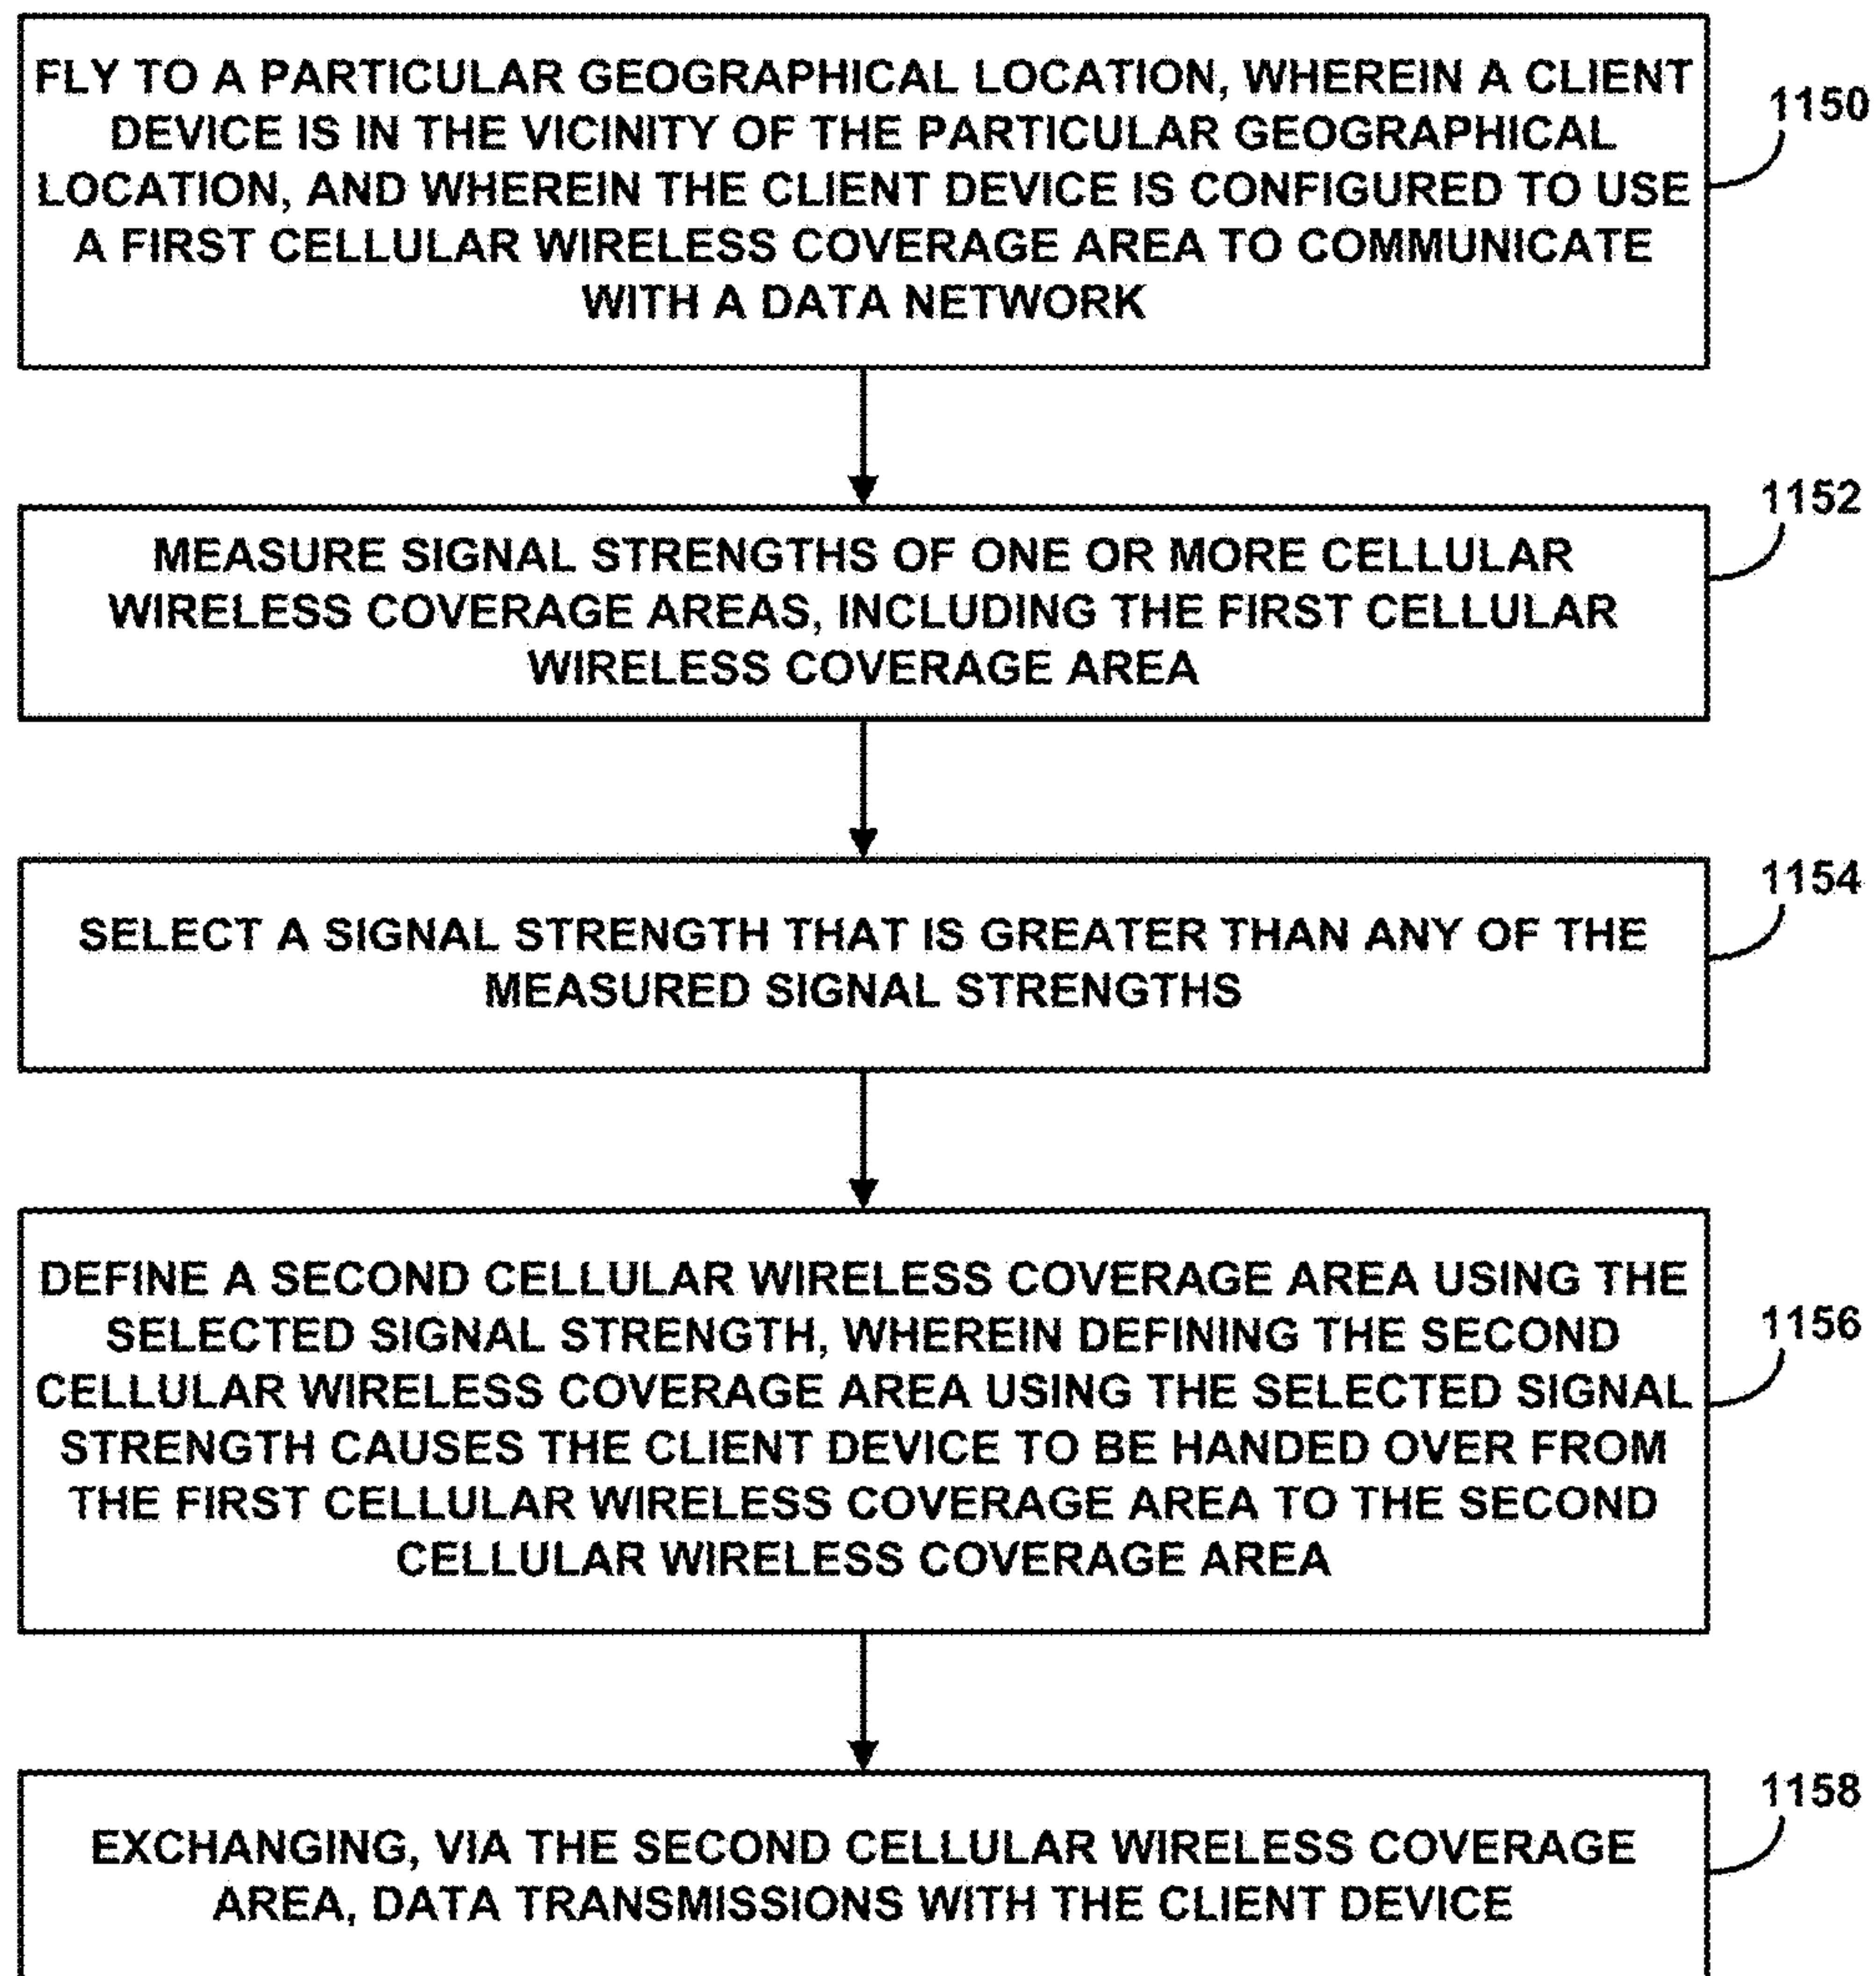 FLY TO A PARTICULAR GEOGRAPHICAL LOCATION, WHEREIN A CLIENT
DEVICE IS IN THE VICINITY OF THE PARTICULAR GEOGRAPHICAL
LOCATION, AND WHEREIN THE CLIENT DEVICE IS CONFIGURED TO USE
A FIRST CELLULAR WIRELESS COVERAGE AREA TO COMMUNICATE
WITH A DATA NETWORK
1150
MEASURE SIGNAL STRENGTHS OF ONE OR MORE CELLULAR
WIRELESS COVERAGE AREAS, INCLUDING THE FIRST CELLULAR
WIRELESS COVERAGE AREA
1152
SELECT A SIGNAL STRENGTH THAT IS GREATER THAN ANY OF THE
MEASURED SIGNAL STRENGTHS
1154
DEFINE A SECOND CELLULAR WIRELESS COVERAGE AREA USING THE
SELECTED SIGNAL STRENGTH, WHEREIN DEFINING THE SECOND
CELLULAR WIRELESS COVERAGE AREA USING THE SELECTED SIGNAL
STRENGTH CAUSES THE CLIENT DEVICE TO BE HANDED OVER FROM
THE FIRST CELLULAR WIRELESS COVERAGE AREA TO THE SECOND
CELLULAR WIRELESS COVERAGE AREA
1156
EXCHANGING, VIA THE SECOND CELLULAR WIRELESS COVERAGE
AREA, DATA TRANSMISSIONS WITH THE CLIENT DEVICE
1158